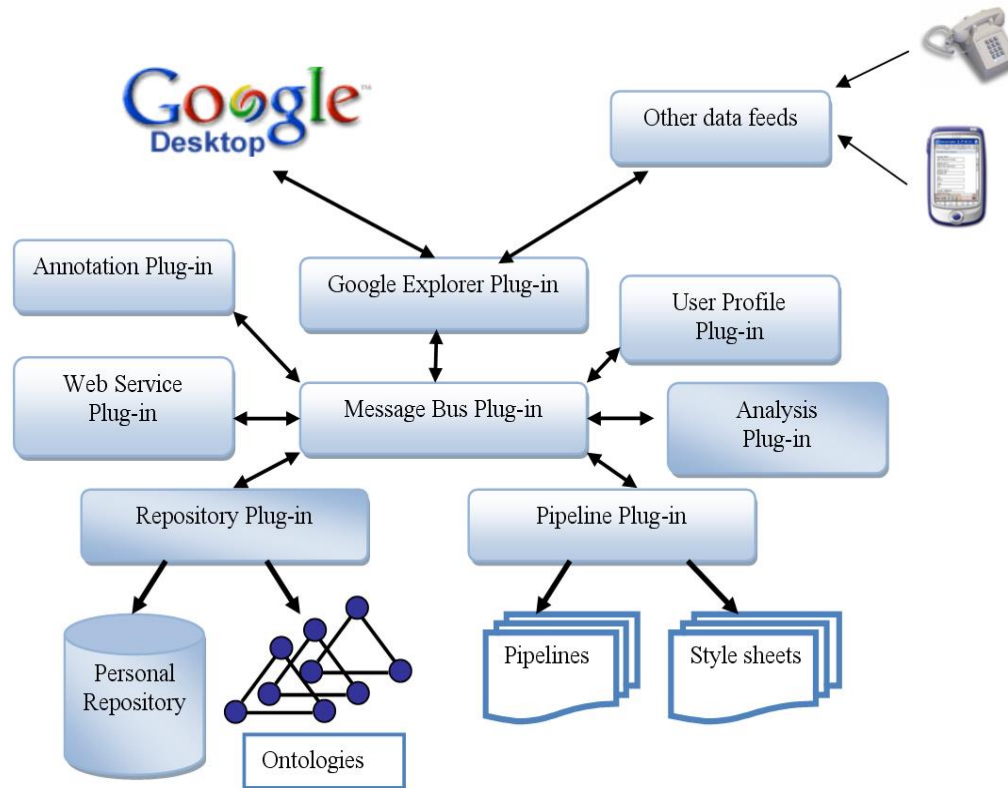 Google™
Desktop
Other data feeds
Annotation Plug-in
Google Explorer Plug-in
User Profile
Plug-in
Web Service
Plug-in
Message Bus Plug-in
Analysis
Plug-in
Repository Plug-in
Pipeline Plug-in
Personal
Repository
Pipelines
Style sheets
Ontologies